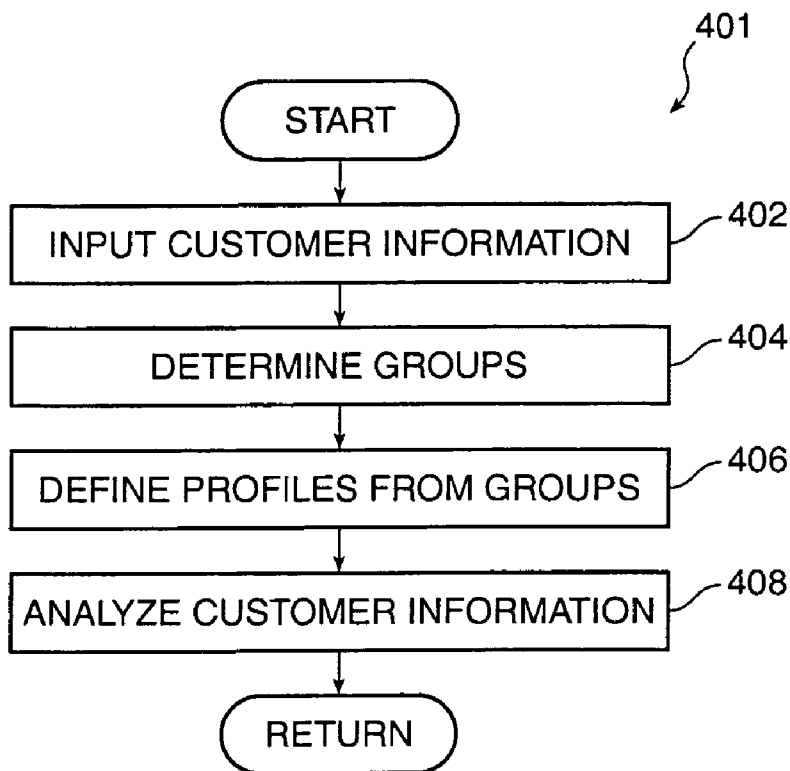 401
START
INPUT CUSTOMER INFORMATION
402
DETERMINE GROUPS
404
DEFINE PROFILES FROM GROUPS
406
ANALYZE CUSTOMER INFORMATION
408
RETURN